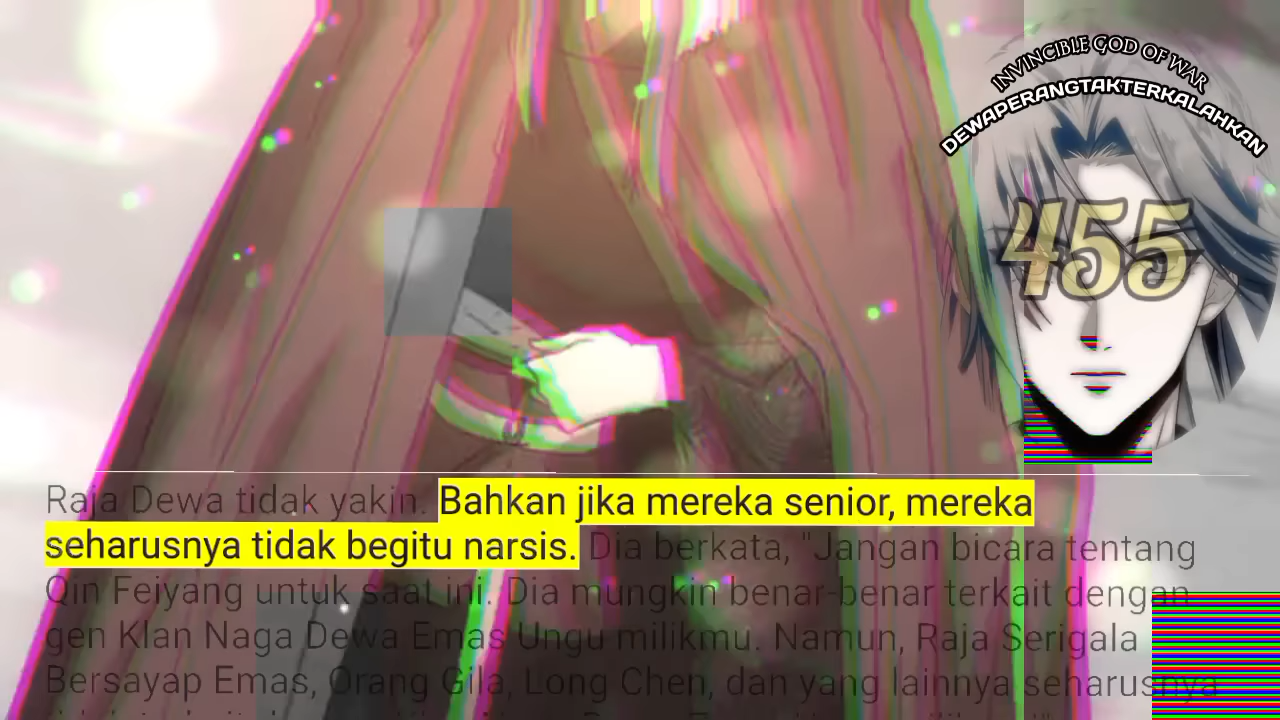 INVINCIBLE GOD OF WAR
DEWAPERANGTAKTERKALAHKAN
455
Raja Dewa tidak yakin. Bahkan jika mereka senior, mereka
seharusnya tidak begitu narsis. Dia berkata, "Jangan bicara tentang
Qin Feiyang untuk saat ini. Dia mungkin benar-benar terkait dengan
gen Klan Naga Dewa Emas Ungu milikmu. Namun, Raja Serigala
Bersayap Emas, Orang Gila, Long Chen, dan yang lainnya seharusnya